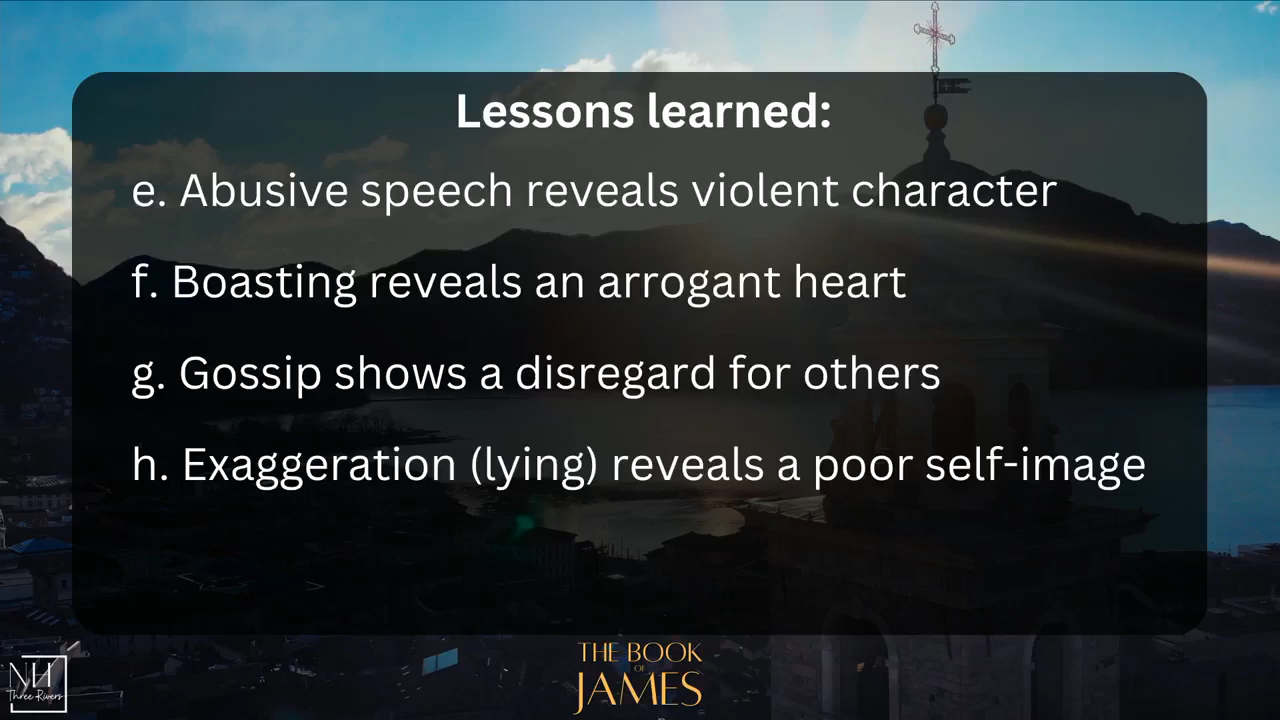 Lessons learned:
e. Abusive speech reveals violent character
f. Boasting reveals an arrogant heart
g. Gossip shows a disregard for others
h. Exaggeration (lying) reveals a poor self-image
THE BOOK
OF
JAMES
NH
Three Rivers